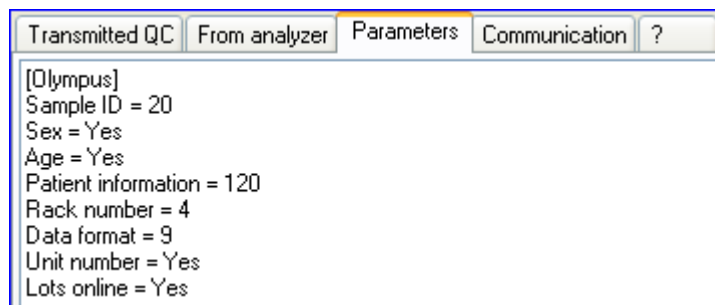 Transmitted QC From analyzer Parameters Communication ?
[Olympus]
Sample ID = 20
Sex = Yes
Age = Yes
Patient information = 120
Rack number = 4
Data format = 9
Unit number = Yes
Lots online = Yes